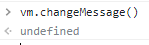 > vm.changeMessage()
< undefined